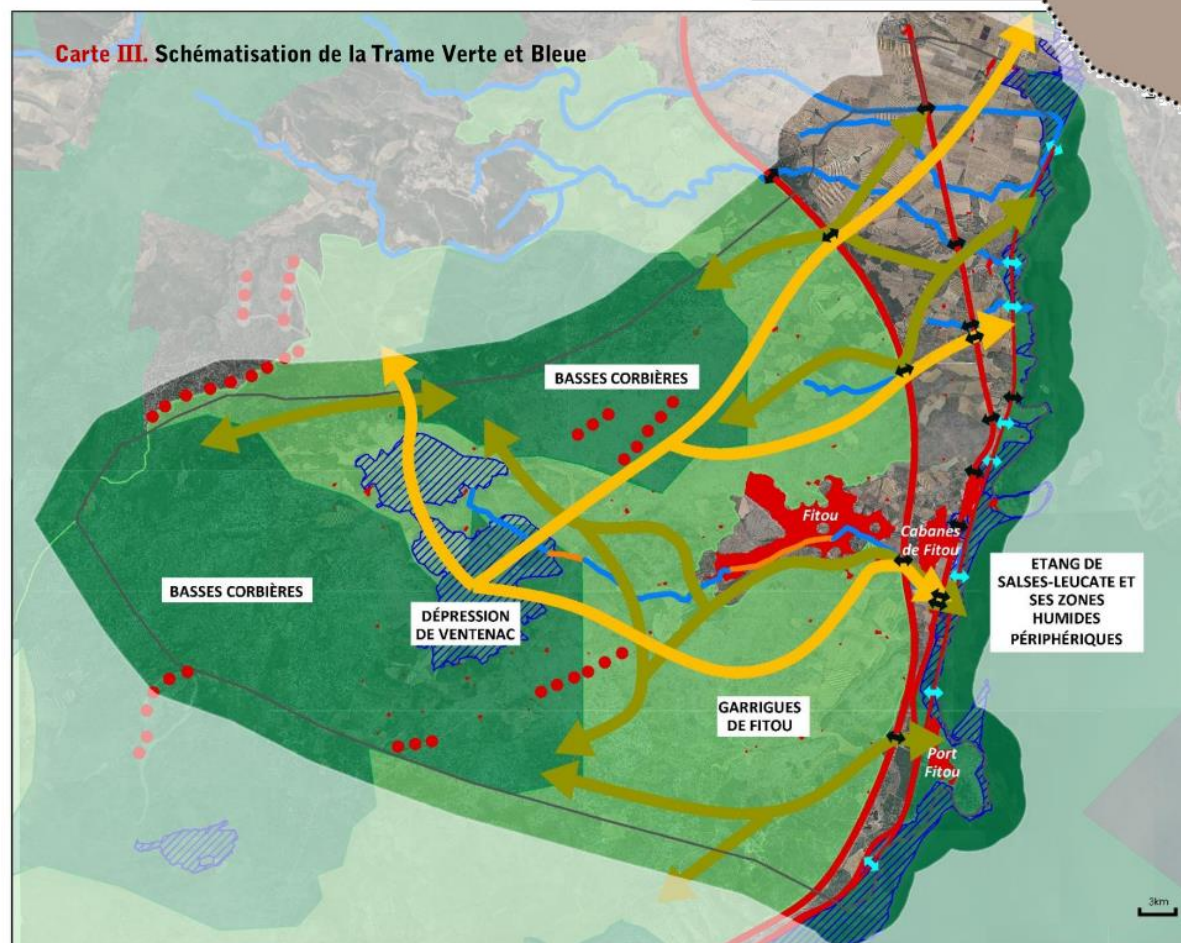 Carte III. Schématisation de la Trame Verte et Bleue
BASSES CORBIÈRES
Fitou
Cabanes
de Fitou
ETANG DE
SALSES-LEUCATE ET
SES ZONES
HUMIDES
PÉRIPHÉRIQUES
BASSES CORBIÈRES
DÉPRESSION
DE VENTENAC
GARRIGUES
DE FITOU
Port
Fitou
3km